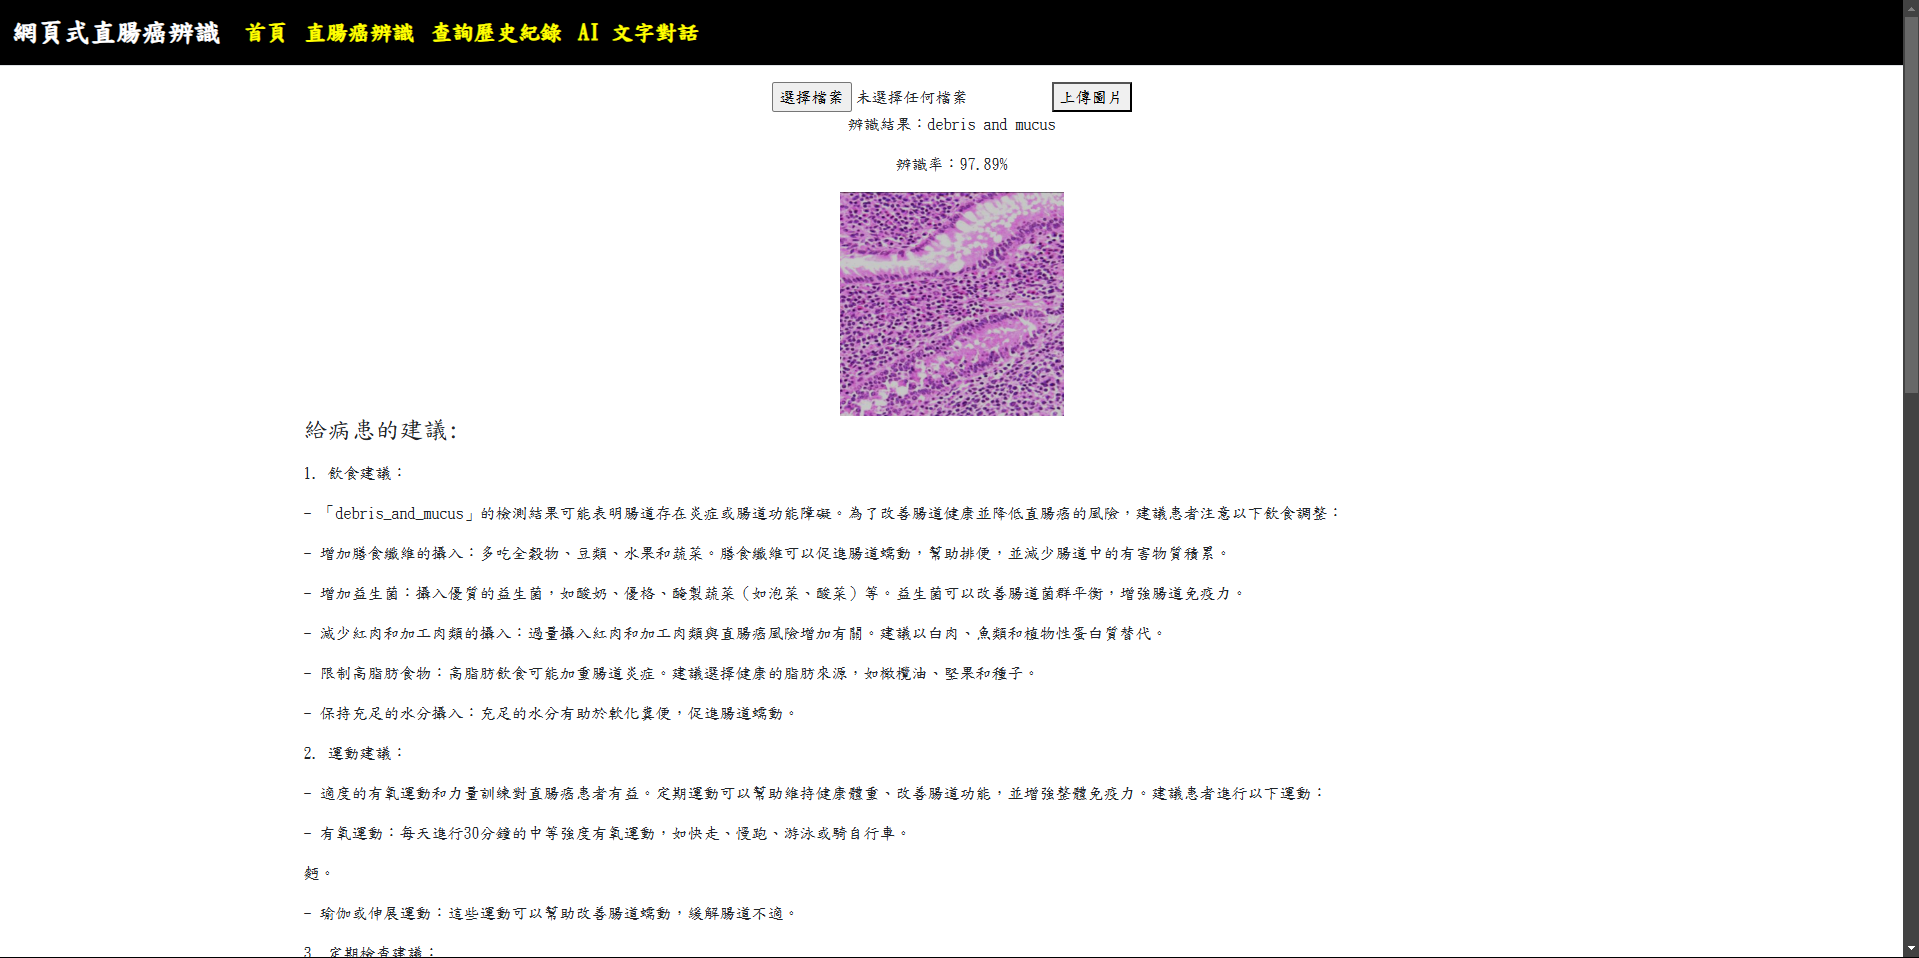 網頁式直腸癌辨識 首頁 直腸癌辨識 查詢歷史紀錄 AI 文字對話
選擇檔案 未選擇任何檔案 上傳圖片
辨識結果：debris and mucus
辨識率：97.89%
給病患的建議:
1. 飲食建議：
- 「debris_and_mucus」的檢測結果可能表明腸道存在炎症或腸道功能障礙。為了改善腸道健康並降低直腸癌的風險，建議患者注意以下飲食調整：
- 增加膳食纖維的攝入：多吃全穀物、豆類、水果和蔬菜。膳食纖維可以促進腸道蠕動，幫助排便，並減少腸道中的有害物質積累。
- 增加益生菌：攝入優質的益生菌，如酸奶、優格、醃製蔬菜（如泡菜、酸菜）等。益生菌可以改善腸道菌群平衡，增強腸道免疫力。
- 減少紅肉和加工肉類的攝入：過量攝入紅肉和加工肉類與直腸癌風險增加有關。建議以白肉、魚類和植物性蛋白質替代。
- 限制高脂肪食物：高脂肪飲食可能加重腸道炎症。建議選擇健康的脂肪來源，如橄欖油、堅果和種子。
- 保持充足的水分攝入：充足的水分有助於軟化糞便，促進腸道蠕動。
2. 運動建議：
- 適度的有氧運動和力量訓練對直腸癌患者有益。定期運動可以幫助維持健康體重、改善腸道功能，並增強整體免疫力。建議患者進行以下運動：
- 有氧運動：每天進行30分鐘的中等強度有氧運動，如快走、慢跑、游泳或騎自行車。
麪。
- 瑜伽或伸展運動：這些運動可以幫助改善腸道蠕動，緩解腸道不適。
3. 定期檢查建議：